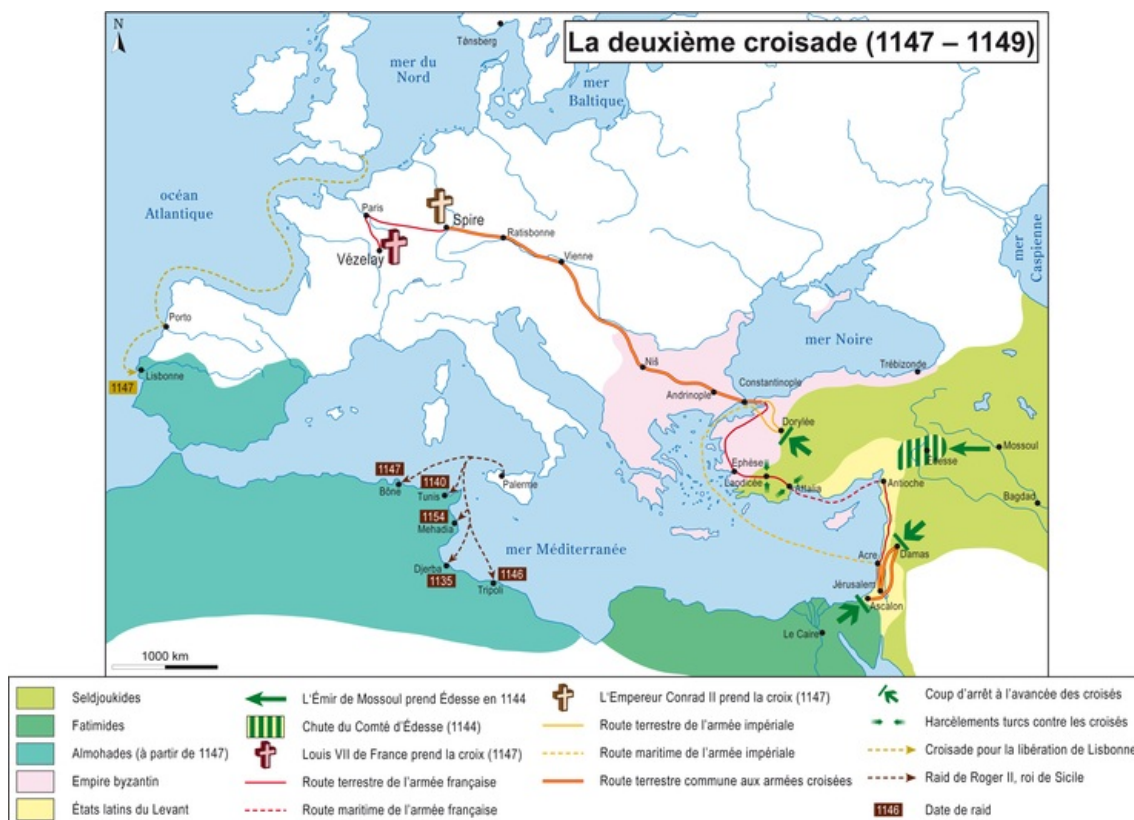 N
La deuxième croisade (1147 – 1149)
Tänsberg
mer du
Nord
mer
Baltique
océan
Atlantique
Paris
Spire
Vézelay
Ratisbonne
Vienne
mer
Caspienne
Porto
Lisbonne
1147
mer Noire
Niš
Trébizonde
Constantinople
Andrinople
Dorylée
Mossoul
Édesse
Ephèse
Laodicée
Attalia
Antioche
Bagdad
1147
Bône
1140
Tunis
Palerme
1154
Mehadia
mer Méditerranée
Djerba
1135
1146
Tripoli
Acre
Damas
Jérusalem
Ascalon
Le Caire
1000 km
Seldjoukides
Fatimides
Almohades (à partir de 1147)
Empire byzantin
États latins du Levant
L'Émir de Mossoul prend Édesse en 1144
Chute du Comté d'Édesse (1144)
Louis VII de France prend la croix (1147)
Route terrestre de l'armée française
Route maritime de l'armée française
L'Empereur Conrad II prend la croix (1147)
Route terrestre de l'armée impériale
Route maritime de l'armée impériale
Route terrestre commune aux armées croisées
Coup d'arrêt à l'avancée des croisés
Harcèlements turcs contre les croisés
Croisade pour la libération de Lisbonne
Raid de Roger II, roi de Sicile
1146
Date de raid